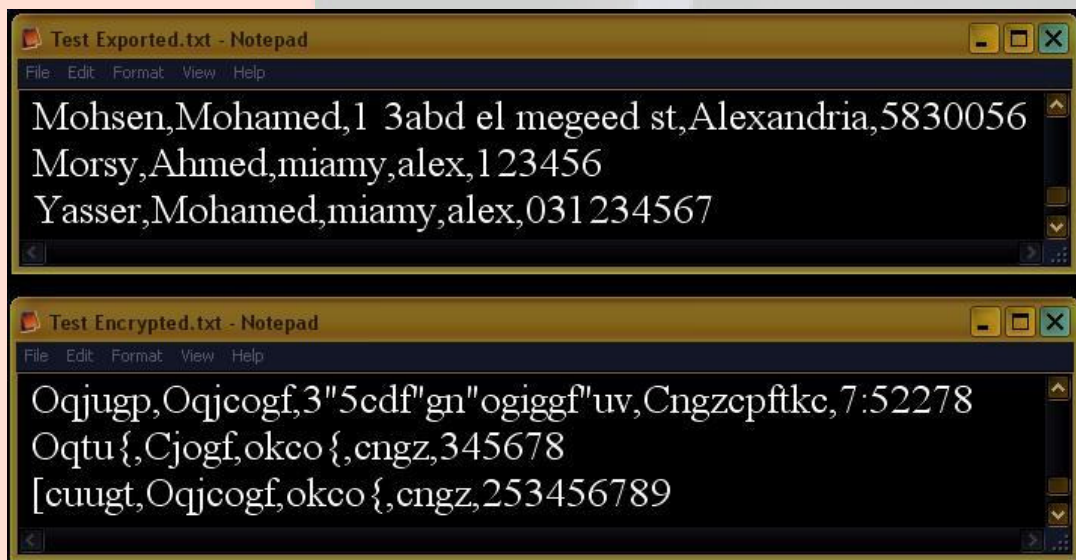 Test Exported.txt - Notepad
File Edit Format View Help
Mohsen,Mohamed,1 3abd el megeed st,Alexandria,5830056
Morsy,Ahmed,miamy,alex,123456
Yasser,Mohamed,miamy,alex,031234567
Test Encrypted.txt - Notepad
File Edit Format View Help
Oqjugp,Oqjcogf,3"5cdf"gn"ogiggf"uv,Cngzcpftkc,7:52278
Oqtu{,Cjogf,okco{,cngz,345678
[cuugt,Oqjcogf,okco{,cngz,253456789